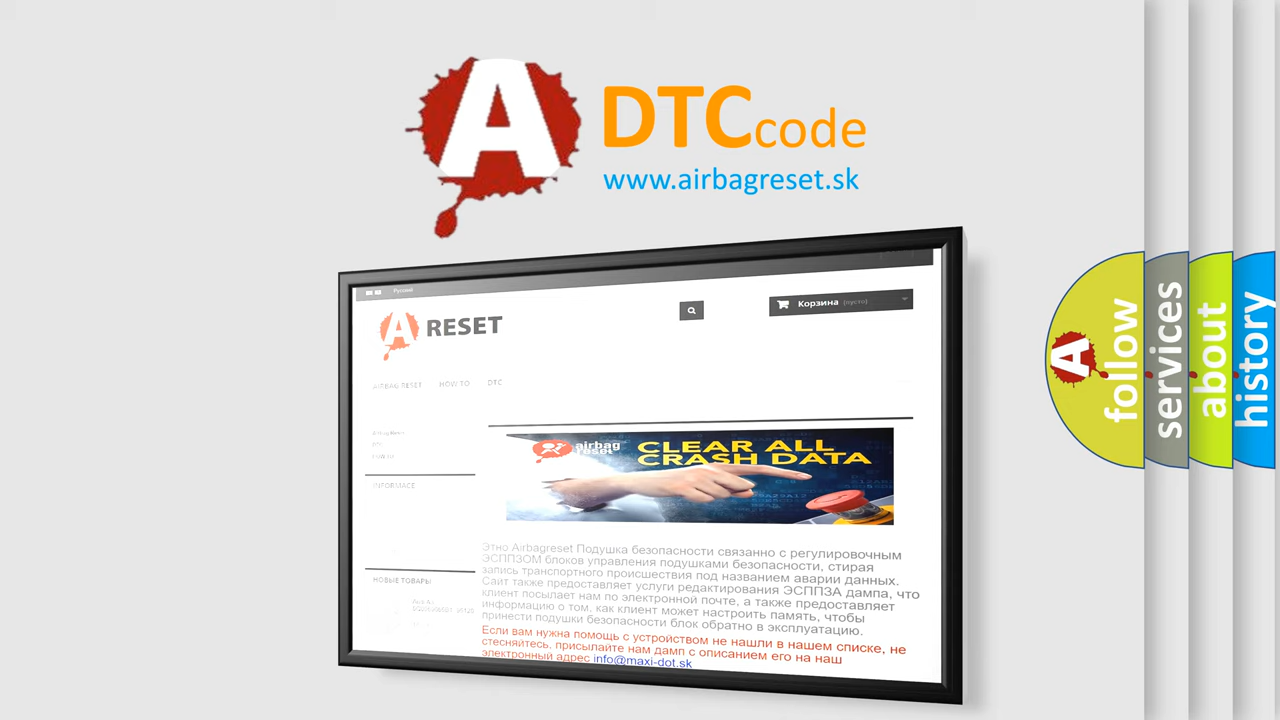 A
DTCcode
www.airbagreset.sk
Русский
Корзина (пусто)
A RESET
AIRBAG RESET HOW TO DTC
INFORMACE
airbag
reset
CLEAR ALL
CRASH DATA
Этно Airbagreset Подушка безопасности связанно с регулировочным
ЭСППЗОМ блоков управления подушками безопасности, стирая
запись транспортного происшествия под названием аварии данных.
Сайт также предоставляет услуги редактирования ЭСППЗА дампа, что
клиент посылает нам по электронной почте, а также предоставляет
информацию о том, как клиент может настроить память, чтобы
принести подушки безопасности блок обратно в эксплуатацию.
Если вам нужна помощь с устройством не нашли в нашем списке, не
стесняйтесь, присылайте нам дамп с описанием его на наш
электронный адрес info@maxi-dot.sk
НОВЫЕ ТОВАРЫ
A
follow
services
about
history